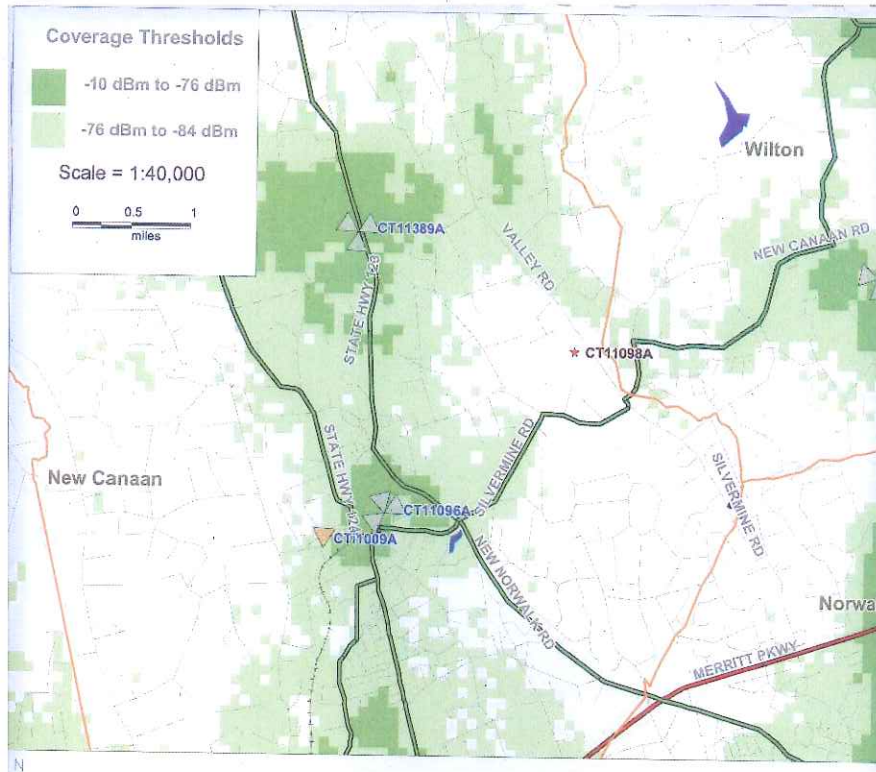 Coverage Thresholds
-10 dBm to -76 dBm
-76 dBm to -84 dBm
Scale = 1:40,000
0 0.5 1
miles
Wilton
CT11389A
VALLEY RD
NEW CANAAN RD
STATE HWY 123
CT11098A
STATE HWY
SILVERMINE RD
SILVERMINE RD
New Canaan
CT11096A
CT11009A
NEW NORWALK RD
Norwa
MERRITT PKWY
N